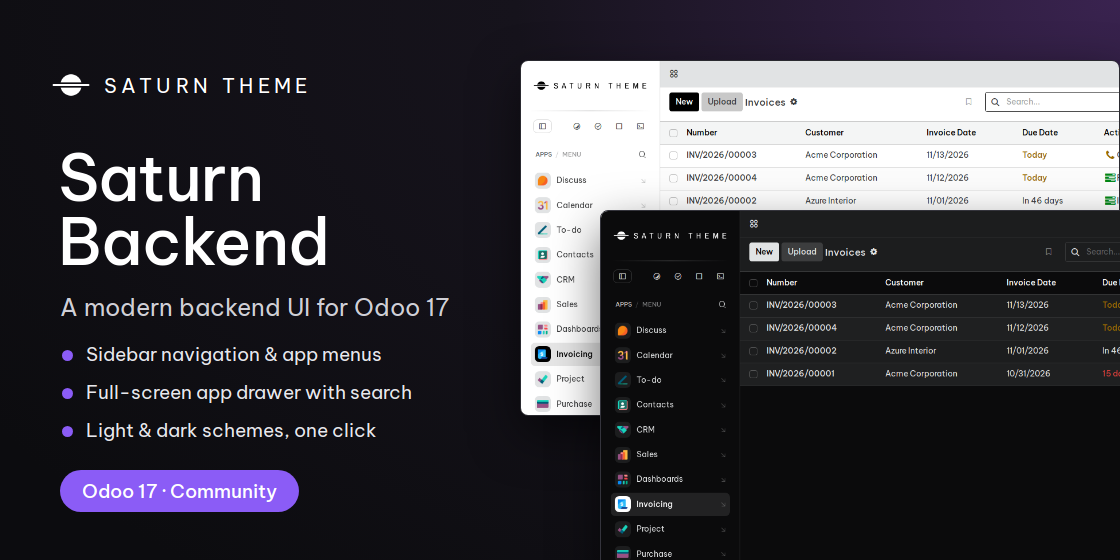 SATURN THEME
Saturn
Backend
A modern backend UI for Odoo 17
Sidebar navigation & app menus
Full-screen app drawer with search
Light & dark schemes, one click
Odoo 17 · Community
SATURN THEME
APPS / MENU
Discuss
Calendar
To-do
Contacts
CRM
Sales
Dashboards
Invoicing
Project
Purchase
New Upload Invoices Search...
Number Customer Invoice Date Due Date
INV/2026/00003 Acme Corporation 11/13/2026 Today
INV/2026/00004 Acme Corporation 11/12/2026 Today
INV/2026/00002 Azure Interior 11/01/2026 In 46 days
SATURN THEME
APPS / MENU
Discuss
Calendar
To-do
Contacts
CRM
Sales
Dashboards
Invoicing
Project
Purchase
New Upload Invoices Search...
Number Customer Invoice Date
INV/2026/00003 Acme Corporation 11/13/2026
INV/2026/00004 Acme Corporation 11/12/2026
INV/2026/00002 Azure Interior 11/01/2026 In 46
INV/2026/00001 Acme Corporation 10/31/2026 15